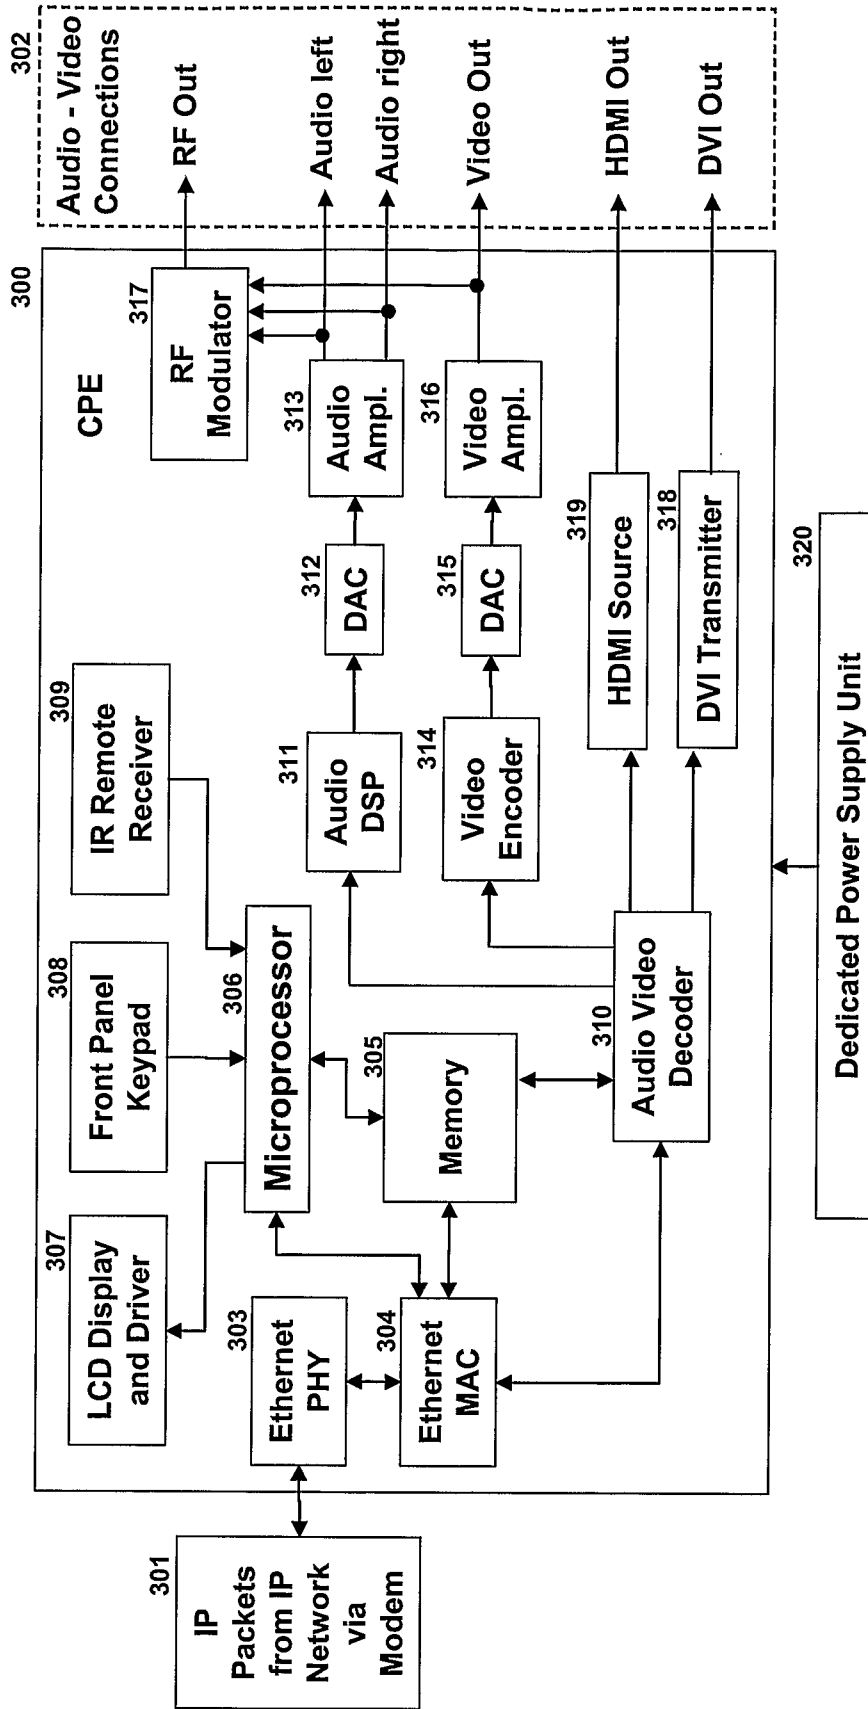 302
Audio - Video
Connections
RF Out
Audio left
Audio right
Video Out
HDMI Out
DVI Out
300
CPE
317
RF
Modulator
313
Audio
Ampl.
316
Video
Ampl.
312
DAC
315
DAC
319
HDMI Source
318
DVI Transmitter
309
IR Remote
Receiver
311
Audio
DSP
314
Video
Encoder
308
Front Panel
Keypad
306
Microprocessor
305
Memory
310
Audio Video
Decoder
307
LCD Display
and Driver
303
Ethernet
PHY
304
Ethernet
MAC
301
IP
Packets
from IP
Network
via
Modem
320
Dedicated Power Supply Unit